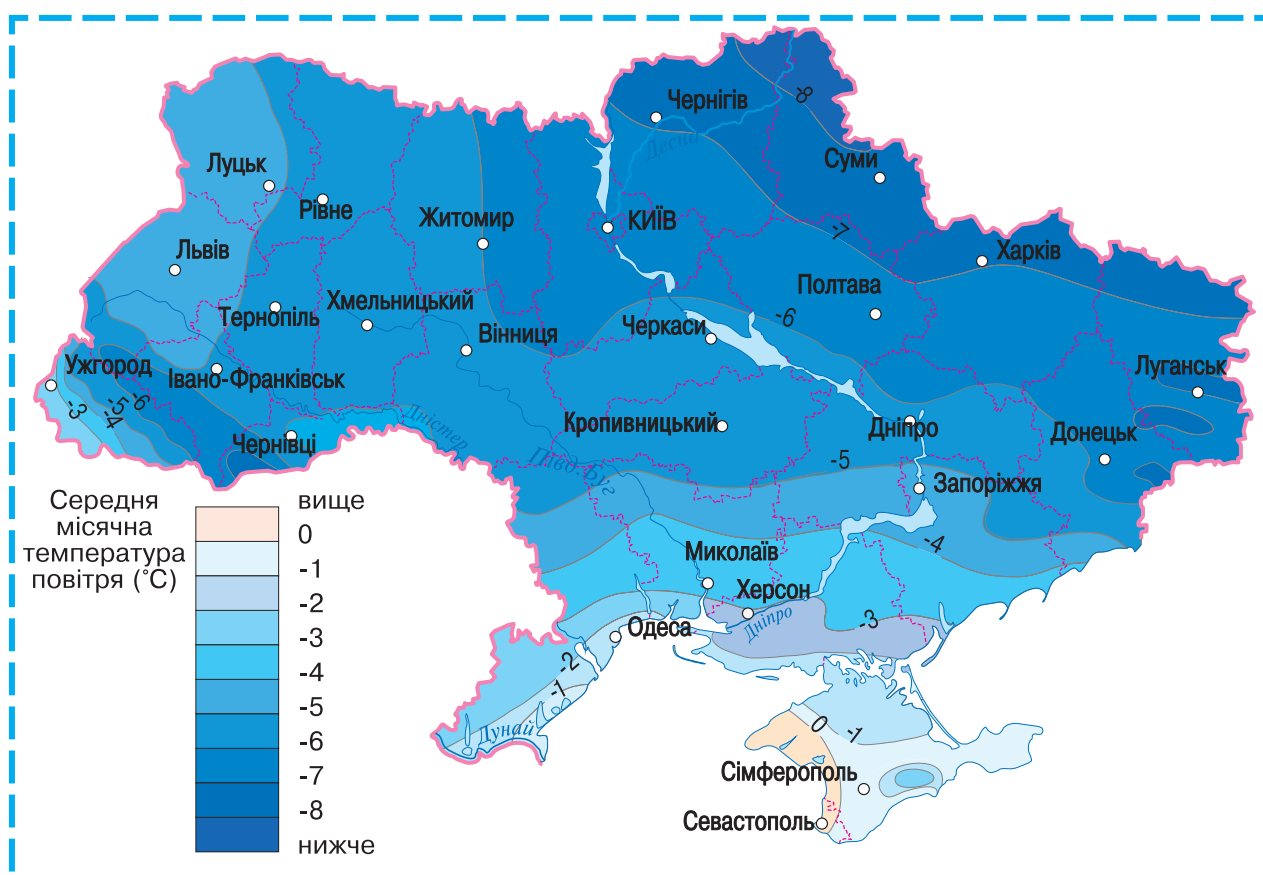 Чернігів
-8
Десна
Суми
Луцьк
Рівне
Житомир
КИЇВ
-7
Харків
Львів
Полтава
Тернопіль
Хмельницький
Вінниця
Черкаси
-6
Ужгород
Івано-Франківськ
Луганськ
-3
-4
-5
-6
Чернівці
Дністер
Кропивницький
Дніпро
Донецьк
Півд. Буг
-5
Запоріжжя
-4
Миколаїв
Херсон
Дніпро
-3
Одеса
-2
-1
Дунай
0
-1
Сімферополь
Севастополь
Середня
місячна
температура
повітря (°С)
вище
0
-1
-2
-3
-4
-5
-6
-7
-8
нижче